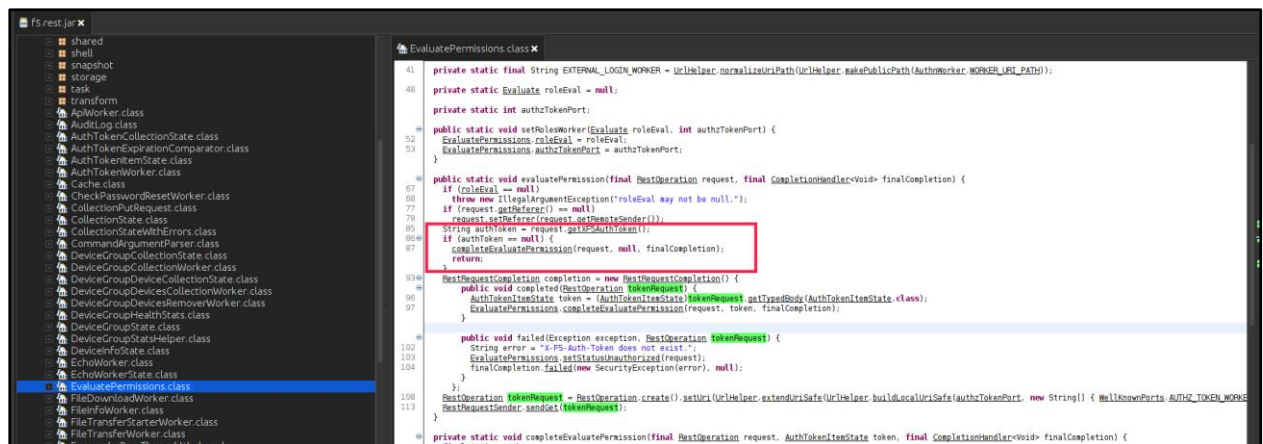 f5.rest.jar
shared
shell
snapshot
storage
task
transform
ApiWorker.class
AuditLog.class
AuthTokenCollectionState.class
AuthTokenExpirationComparator.class
AuthTokenItemState.class
AuthTokenWorker.class
Cache.class
CheckPasswordResetWorker.class
CollectionPutRequest.class
CollectionState.class
CollectionStateWithErrors.class
CommandArgumentParser.class
DeviceGroupCollectionState.class
DeviceGroupCollectionWorker.class
DeviceGroupDeviceCollectionState.class
DeviceGroupDevicesCollectionWorker.class
DeviceGroupDevicesRemoverWorker.class
DeviceGroupHealthStats.class
DeviceGroupState.class
DeviceGroupStatsHelper.class
DeviceInfoState.class
EchoWorker.class
EchoWorkerState.class
EvaluatePermissions.class
FileDownloadWorker.class
FileInfoWorker.class
FileTransferStarterWorker.class
FileTransferWorker.class
EvaluatePermissions.class
41 private static final String EXTERNAL_LOGIN_WORKER = UrlHelper.normalizeUriPath(UrlHelper.makePublicPath(AuthnWorker.WORKER_URI_PATH));
48 private static Evaluate roleEval = null;
private static int authzTokenPort;
public static void setRolesWorker(Evaluate roleEval, int authzTokenPort) {
52 EvaluatePermissions.roleEval = roleEval;
53 EvaluatePermissions.authzTokenPort = authzTokenPort;
}
public static void evaluatePermission(final RestOperation request, final CompletionHandler<Void> finalCompletion) {
67 if (roleEval == null)
68 throw new IllegalArgumentException("roleEval may not be null.");
77 if (request.getReferer() == null)
78 request.setReferer(request.getRemoteSender());
85 String authToken = request.getXF5AuthToken();
86 if (authToken == null) {
87 completeEvaluatePermission(request, null, finalCompletion);
return;
}
93 RestRequestCompletion completion = new RestRequestCompletion() {
public void completed(RestOperation tokenRequest) {
96 AuthTokenItemState token = (AuthTokenItemState)tokenRequest.getTypedBody(AuthTokenItemState.class);
97 EvaluatePermissions.completeEvaluatePermission(request, token, finalCompletion);
}
public void failed(Exception exception, RestOperation tokenRequest) {
102 String error = "X-F5-Auth-Token does not exist.";
103 EvaluatePermissions.setStatusUnauthorized(request);
104 finalCompletion.failed(new SecurityException(error), null);
}
};
108 RestOperation tokenRequest = RestOperation.create().setUri(UrlHelper.extendUriSafe(UrlHelper.buildLocalUriSafe(authzTokenPort, new String[] { WellKnownPorts.AUTHZ_TOKEN_WORKE
113 RestRequestSender.sendGet(tokenRequest);
}
private static void completeEvaluatePermission(final RestOperation request, AuthTokenItemState token, final CompletionHandler<Void> finalCompletion) {